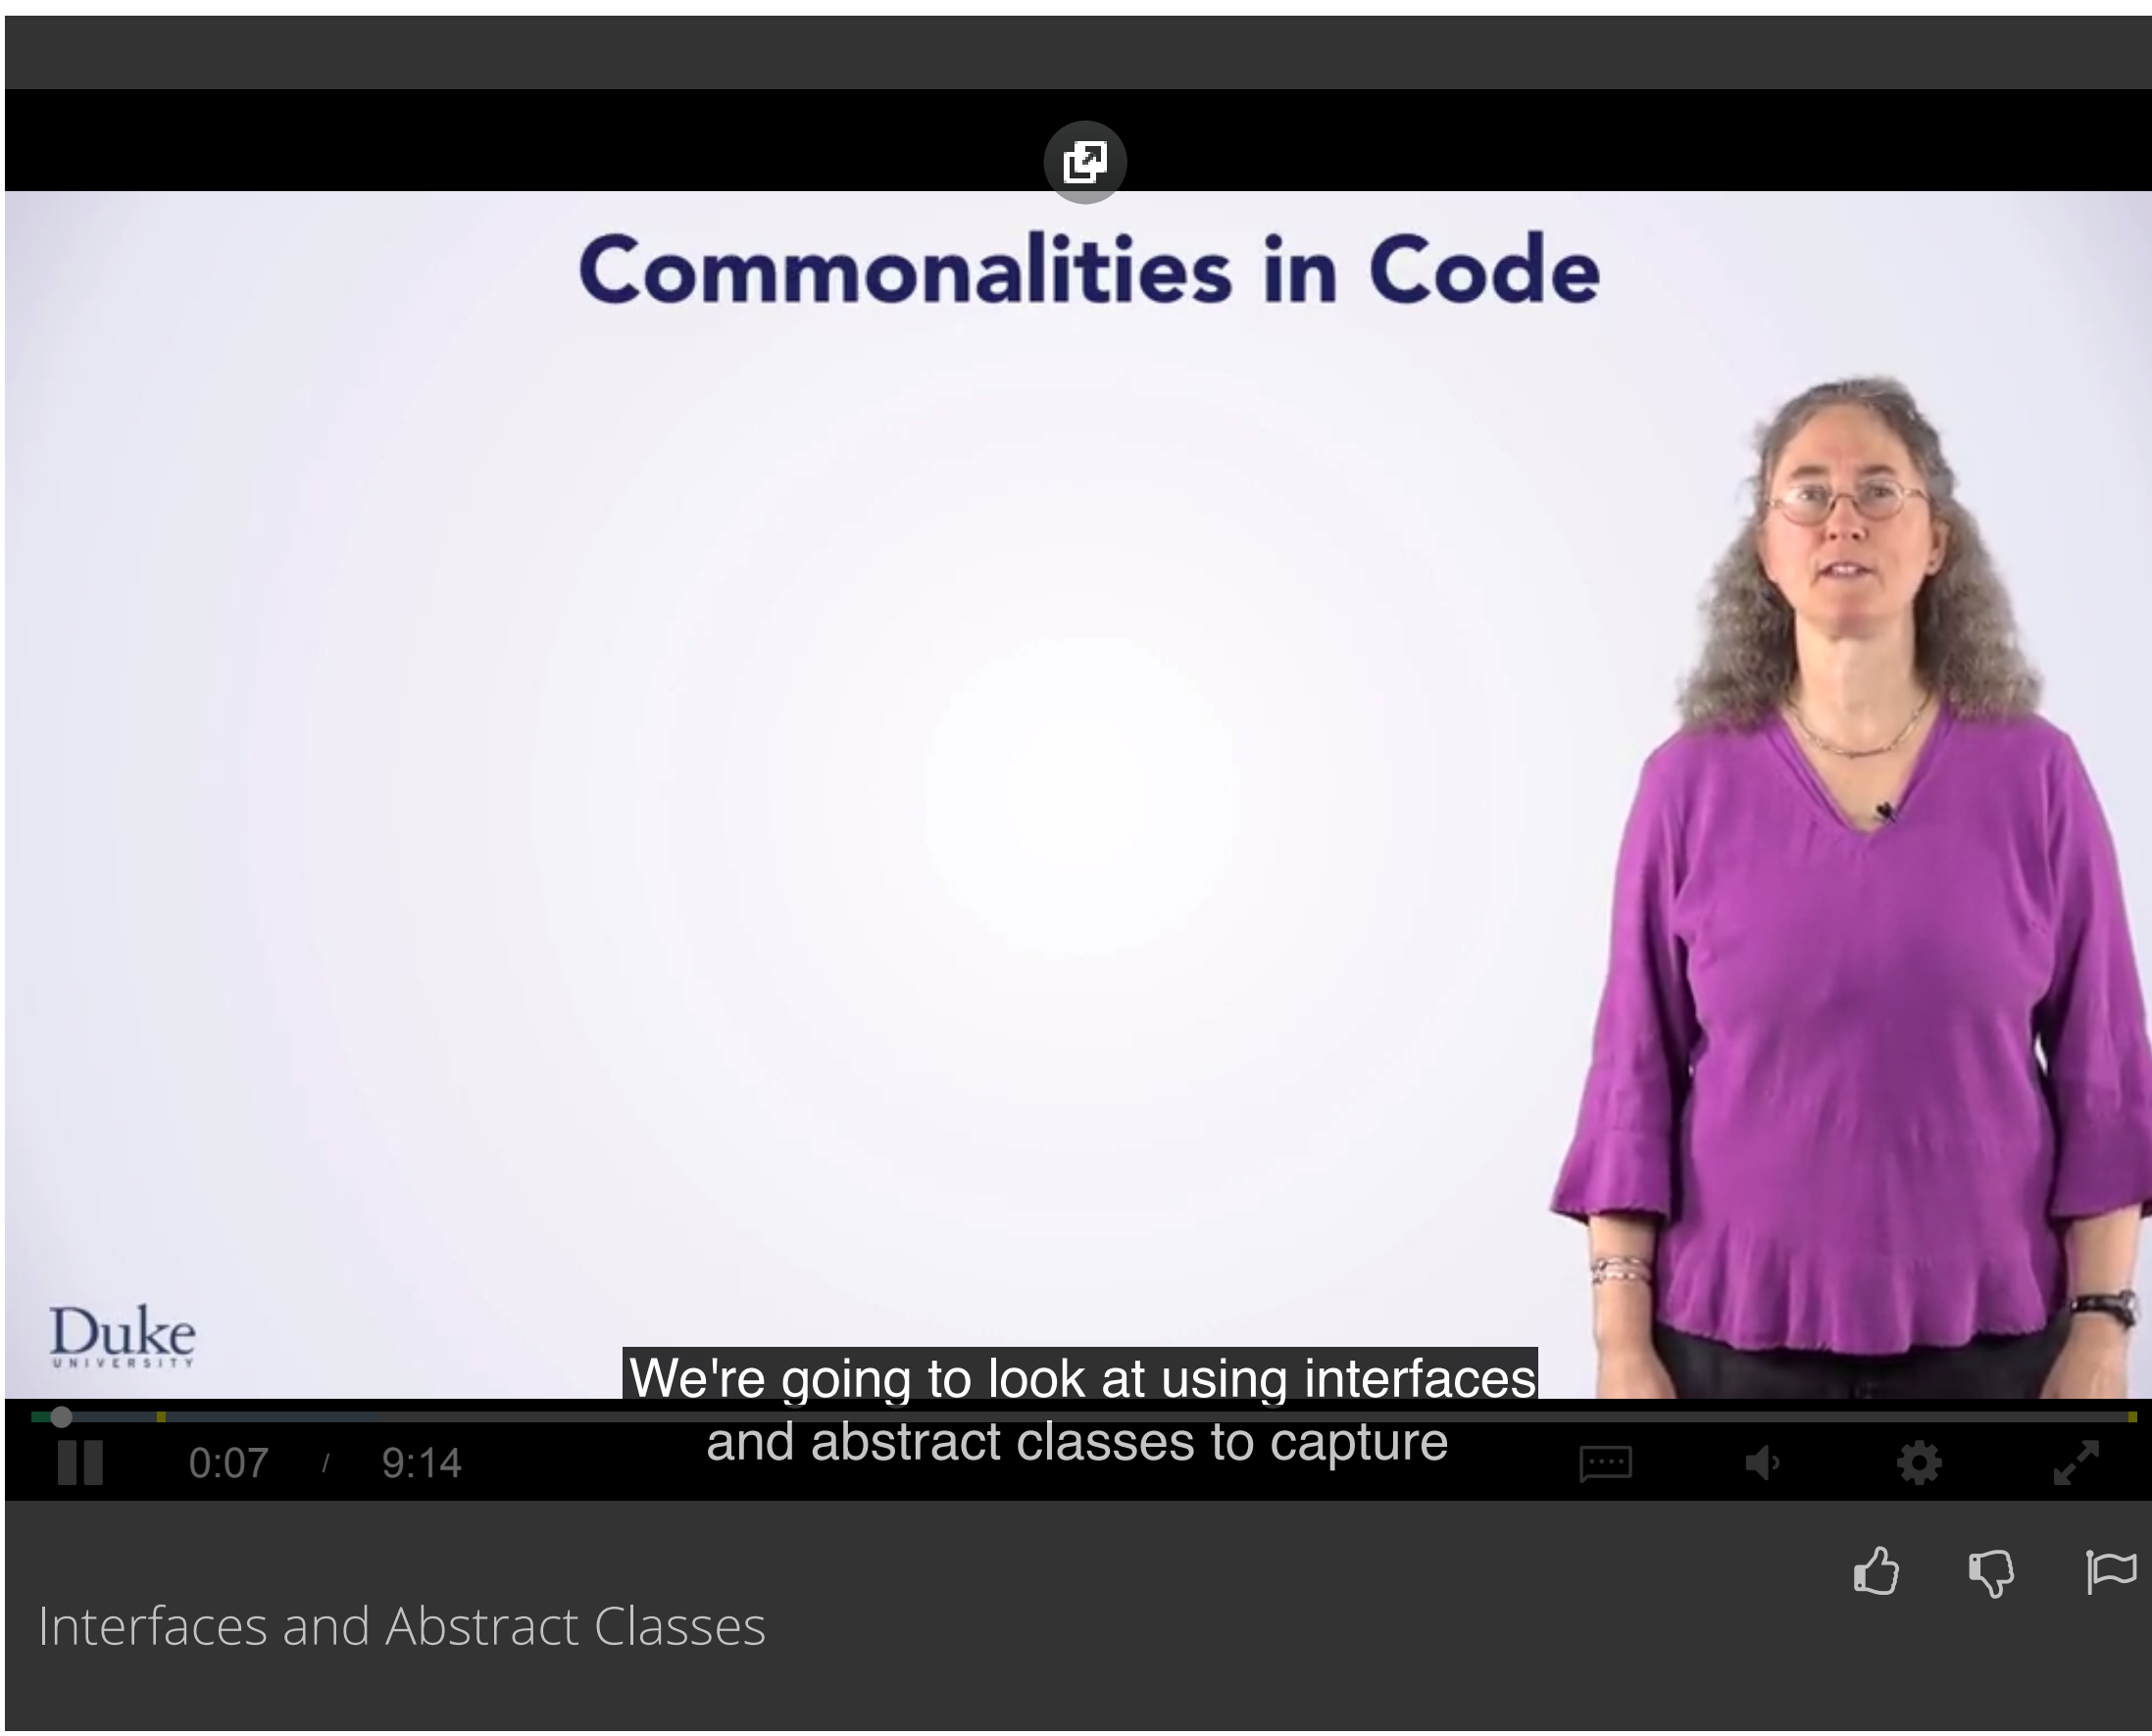 Commonalities in Code
Duke
UNIVERSITY
We're going to look at using interfaces
and abstract classes to capture
0:07 / 9:14
Interfaces and Abstract Classes